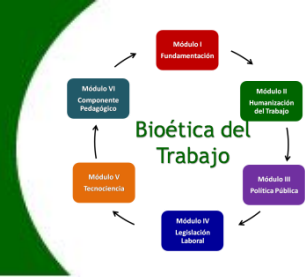 Módulo I
Fundamentación
Módulo II
Humanización
del Trabajo
Módulo III
Política Pública
Módulo IV
Legislación
Laboral
Módulo V
Tecnociencia
Módulo VI
Componente
Pedagógico
Bioética del
Trabajo